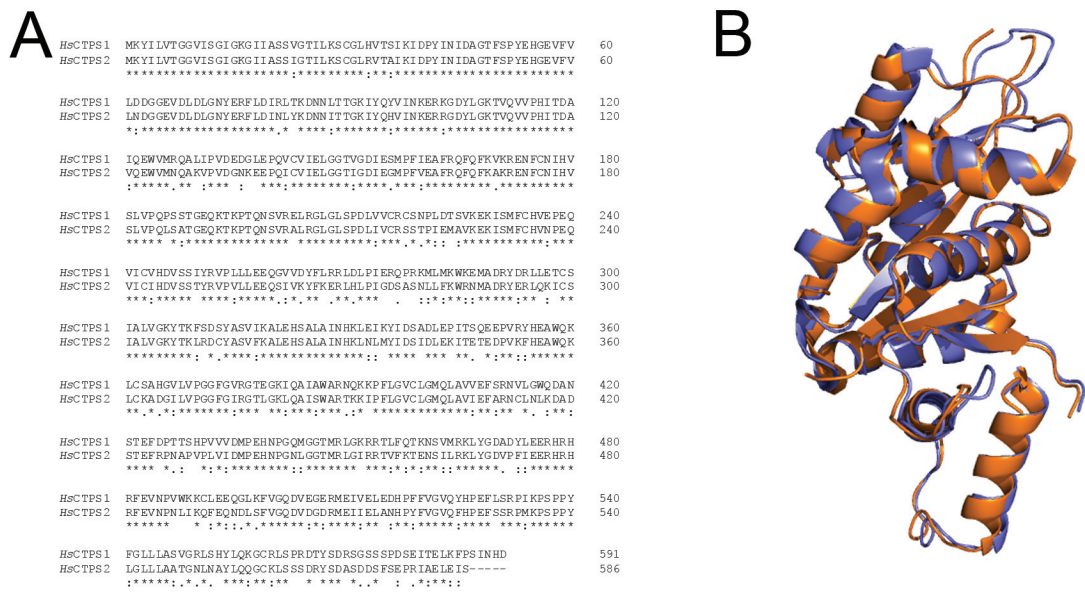 A
B
HsCTPS1 MKYILVTGGVISGIGKGIIASSVGTILKSCGLHVTSIKIDPYINIDAGTFSPYEHGEVFV 60
HsCTPS2 MKYILVTGGVISGIGKGIIASSIGTILKSCGLRVTAIKIDPYINIDAGTFSPYEHGEVFV 60
**********************:*********:**:************************
HsCTPS1 LDDGGEVDLDLGNYERFLDIRLTKDNNLTTGKIYQYVINKERKGDYLGKTVQVVPHITDA 120
HsCTPS2 LNDGGEVDLDLGNYERFLDINLYKDNNITTGKIYQHVINKERRGDYLGKTVQVVPHITDA 120
*:******************.* ****:*******:******:*****************
HsCTPS1 IQEWVMRQALIPVDEDGLEPQVCVIELGGTVGDIESMPFIEAFRQFQFKVKRENFCNIHV 180
HsCTPS2 VQEWVMNQAKVPVDGNKEEPQICVIELGGTIGDIEGMPFVEAFRQFQFKAKRENFCNIHV 180
:*****.** :*** :  ***:********:****.***:*********.**********
HsCTPS1 SLVPQPSSTGEQKTKPTQNSVRELRGLGLSPDLVVCRCSNPLDTSVKEKISMFCHVEPEQ 240
HsCTPS2 SLVPQLSATGEQKTKPTQNSVRALRGLGLSPDLIVCRSSTPIEMAVKEKISMFCHVNPEQ 240
***** *:************** **********:***.*.*:: :***********:***
HsCTPS1 VICVHDVSSIYRVPLLLEEQGVVDYFLRRLDLPIERQPRKMLMKWKEMADRYDRLLETCS 300
HsCTPS2 VICIHDVSSTYRVPVLLEEQSIVKYFKERLHLPIGDSASNLLFKWRNMADRYERLQKICS 300
***:***** ****:*****.:*.** .**.***  .. ::*:**::*****:** : **
HsCTPS1 IALVGKYTKFSDSYASVIKALEHSALAINHKLEIKYIDSADLEPITSQEEPVRYHEAWQK 360
HsCTPS2 IALVGKYTKLRDCYASVFKALEHSALAINHKLNLMYIDSIDLEKITETEDPVKFHEAWQK 360
*********: *.****:**************:: **** *** **. *:**::******
HsCTPS1 LCSAHGVLVPGGFGVRGTEGKIQAIAWARNQKKPFLGVCLGMQLAVVEFSRNVLGWQDAN 420
HsCTPS2 LCKADGILVPGGFGIRGTLGKLQAISWARTKKIPFLGVCLGMQLAVIEFARNCLNLKDAD 420
**.*.*:*******:*** **:***:***.:* *************:**:** *. :**:
HsCTPS1 STEFDPTTSHPVVVDMPEHNPGQMGGTMRLGKRRTLFQTKNSVMRKLYGDADYLEERHRH 480
HsCTPS2 STEFRPNAPVPLVIDMPEHNPGNLGGTMRLGIRRTVFKTENSILRKLYGDVPFIEERHRH 480
**** *.:. *:*:********::******* ***:*:*:**::******. ::******
HsCTPS1 RFEVNPVWKKCLEEQGLKFVGQDVEGERMEIVELEDHPFFVGVQYHPEFLSRPIKPSPPY 540
HsCTPS2 RFEVNPNLIKQFEQNDLSFVGQDVDGDRMEIIELANHPYFVGVQFHPEFSSRPMKPSPPY 540
******   * :*::.*.******:*:****:** :**:*****:**** ***:******
HsCTPS1 FGLLLASVGRLSHYLQKGCRLSPRDTYSDRSGSSSPDSEITELKFPSINHD 591
HsCTPS2 LGLLLAATGNLNAYLQQGCKLSSSDRYSDASDDSFSEPRIAELEIS----- 586
:*****:.*.*. ***:**:**. * *** *..* .:..*:**::.